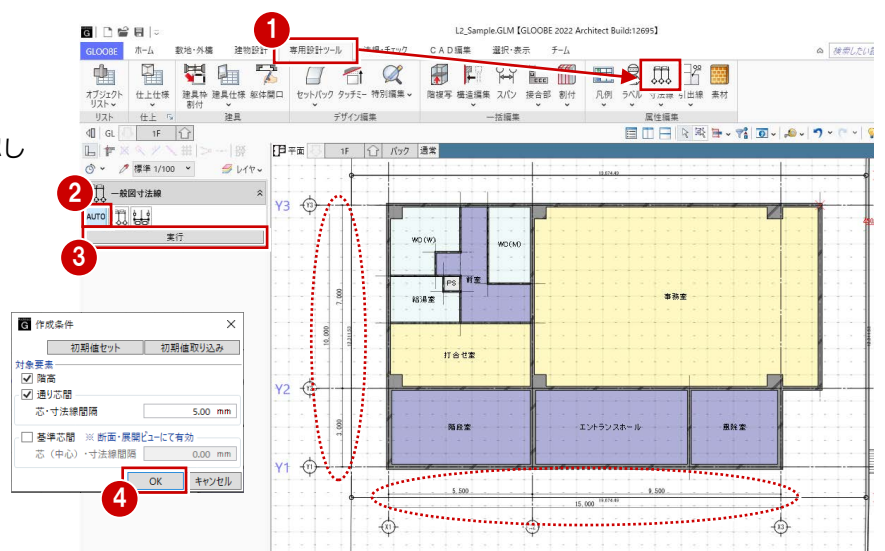 1
L2_Sample.GLM 【GLOOBE 2022 Architect Build:12695】
GLOOBE ホーム 敷地・外構 建物設計 専用設計ツール チェック CAD編集 選択・表示 チーム
オブジェクトリスト 仕上仕様 建具枠割付 建具仕様 躯体開口 セットバック タッチミー 特別編集 階複写 構造編集 スパン 接合部 割付 凡例 ラベル 寸法線 引出線 素材
リスト 仕上 建具 デザイン編集 一括編集 属性編集
GL 1F
し
標準 1/100 レイヤ
平面 1F バック 通常
2
一般図寸法線
AUTO
実行
3
作成条件
初期値セット 初期値取り込み
対象要素
階高
通り芯間
芯・寸法線間隔 5.00 mm
基準芯間 ※断面・展開ビューにて有効
芯（中心）・寸法線間隔 0.00 mm
OK キャンセル
4
Y3 Y3
WC(W)
WC(M)
PS
前室
給湯室
事務室
7,000
10,000
打合せ室
Y2
階段室
エントランスホール
風除室
3,000
Y1 Y1
5,500 9,500
15,000
X1 X3